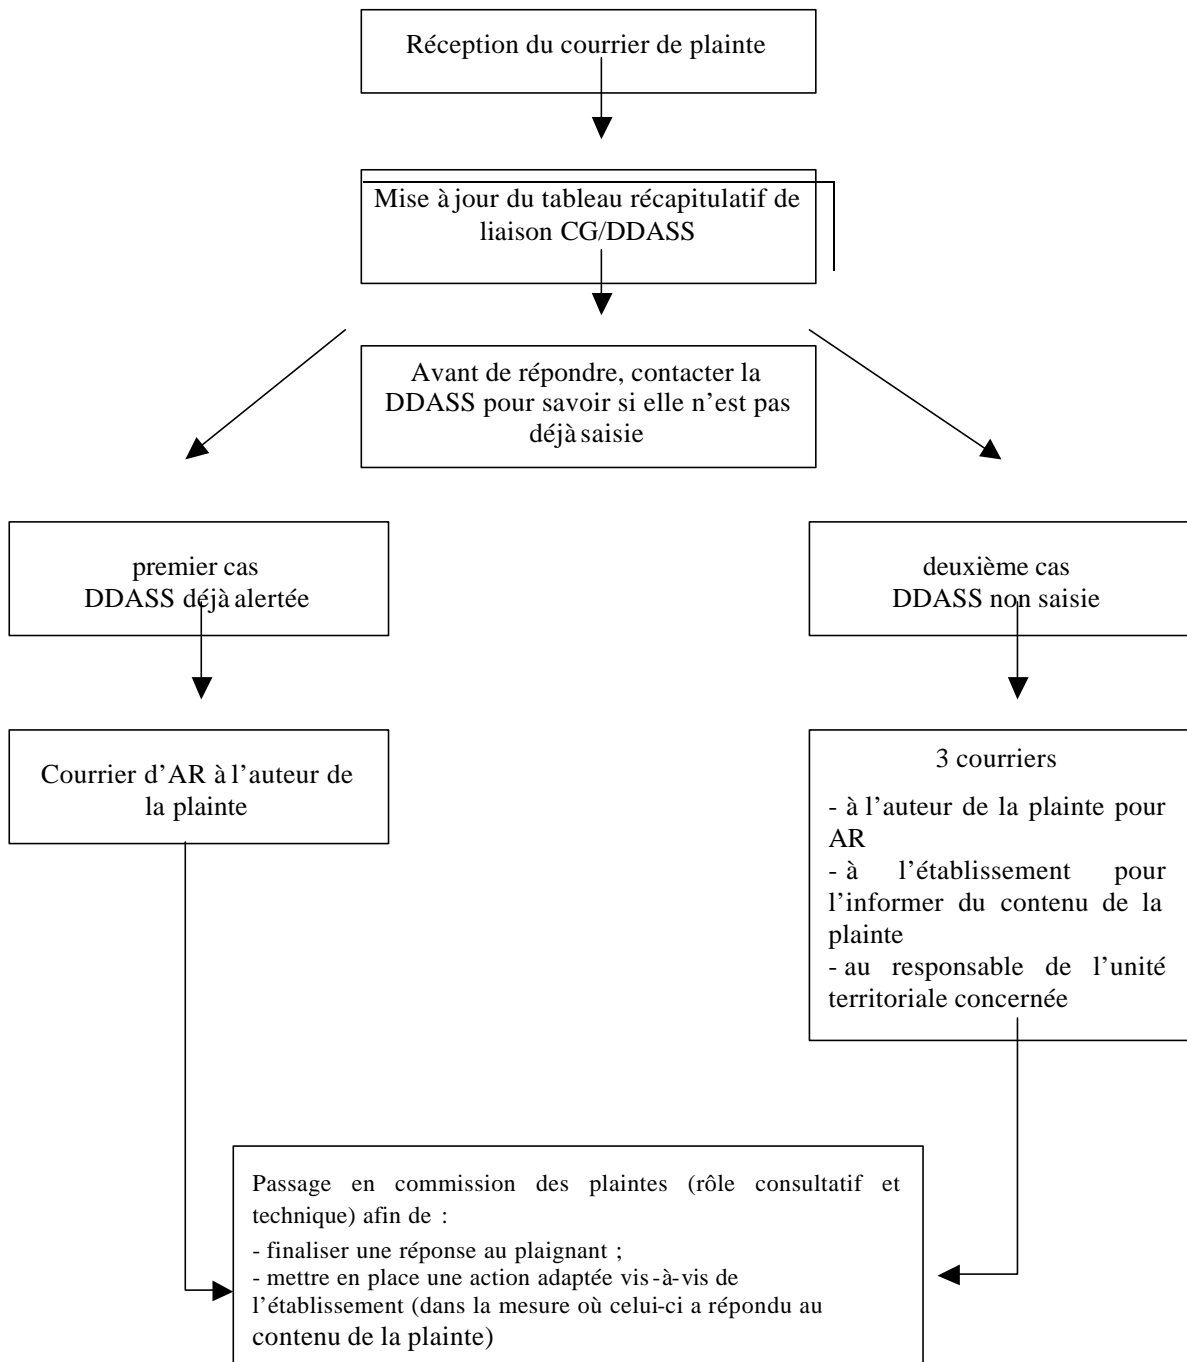 Réception du courrier de plainte
Mise à jour du tableau récapitulatif de
liaison CG/DDASS
Avant de répondre, contacter la
DDASS pour savoir si elle n’est pas
déjà saisie
premier cas
DDASS déjà alertée
deuxième cas
DDASS non saisie
Courrier d’AR à l’auteur de
la plainte
3 courriers
- à l’auteur de la plainte pour
AR
- à l’établissement pour
l’informer du contenu de la
plainte
- au responsable de l’unité
territoriale concernée
Passage en commission des plaintes (rôle consultatif et
technique) afin de :
- finaliser une réponse au plaignant ;
- mettre en place une action adaptée vis-à-vis de
l’établissement (dans la mesure où celui-ci a répondu au
contenu de la plainte)